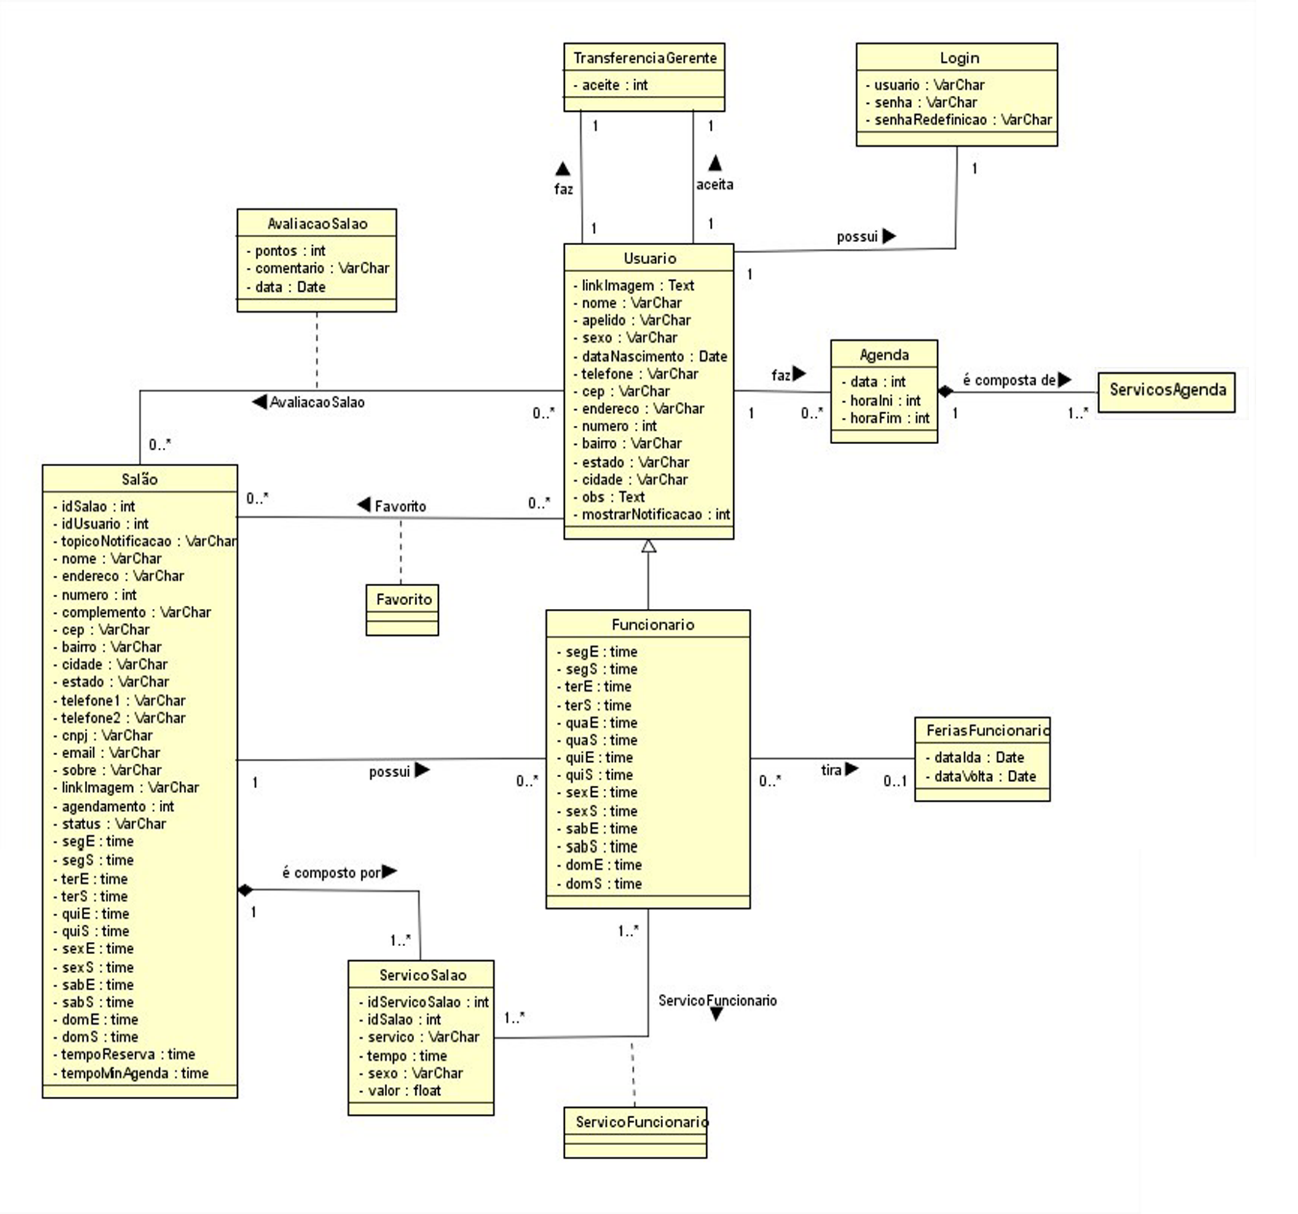 TransferenciaGerente
- aceite : int
Login
- usuario : VarChar
- senha : VarChar
- senhaRedefinicao : VarChar
1
1
1
faz
aceita
1
1
possui
1
AvaliacaoSalao
- pontos : int
- comentario : VarChar
- data : Date
Usuario
- linkImagem : Text
- nome : VarChar
- apelido : VarChar
- sexo : VarChar
- dataNascimento : Date
- telefone : VarChar
- cep : VarChar
- endereco : VarChar
- numero : int
- bairro : VarChar
- estado : VarChar
- cidade : VarChar
- obs : Text
- mostrarNotificacao : int
faz
1
0..*
Agenda
- data : int
- horaIni : int
- horaFim : int
é composta de
1
1..*
ServicosAgenda
AvaliacaoSalao
0..*
0..*
0..*
Favorito
0..*
Favorito
Salão
- idSalao : int
- idUsuario : int
- topicoNotificacao : VarChar
- nome : VarChar
- endereco : VarChar
- numero : int
- complemento : VarChar
- cep : VarChar
- bairro : VarChar
- cidade : VarChar
- estado : VarChar
- telefone1 : VarChar
- telefone2 : VarChar
- cnpj : VarChar
- email : VarChar
- sobre : VarChar
- linkImagem : VarChar
- agendamento : int
- status : VarChar
- segE : time
- segS : time
- terE : time
- terS : time
- quiE : time
- quiS : time
- sexE : time
- sexS : time
- sabE : time
- sabS : time
- domE : time
- domS : time
- tempoReserva : time
- tempoMinAgenda : time
Funcionario
- segE : time
- segS : time
- terE : time
- terS : time
- quaE : time
- quaS : time
- quiE : time
- quiS : time
- sexE : time
- sexS : time
- sabE : time
- sabS : time
- domE : time
- domS : time
1
possui
0..*
0..*
tira
0..1
FeriasFuncionario
- dataIda : Date
- dataVolta : Date
é composto por
1
1..*
1..*
ServicoSalao
- idServicoSalao : int
- idSalao : int
- servico : VarChar
- tempo : time
- sexo : VarChar
- valor : float
1..*
ServicoFuncionario
ServicoFuncionario